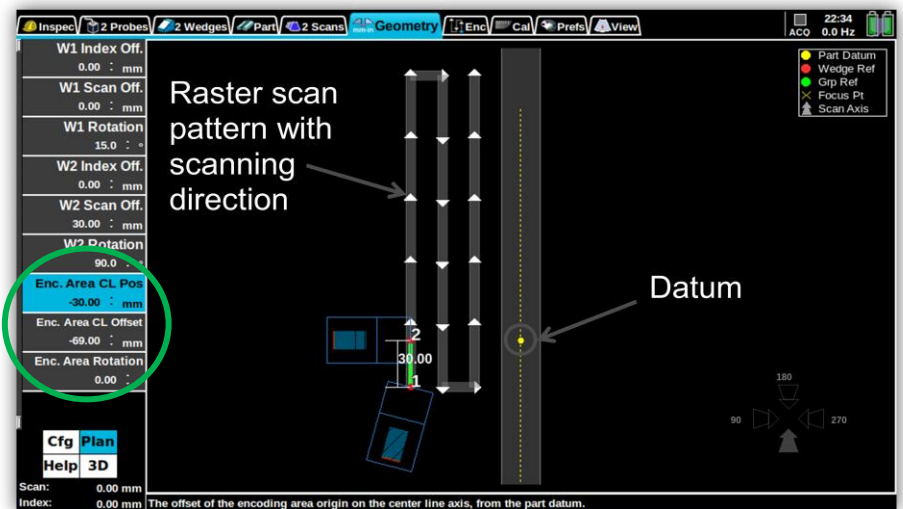 Inspec 2 Probes 2 Wedges Part 2 Scans mm-in Geometry Enc Cal Prefs View ACQ 22:34 0.0 Hz
W1 Index Off.
0.00 : mm
W1 Scan Off.
0.00 : mm
W1 Rotation
15.0 : °
W2 Index Off.
0.00 : mm
W2 Scan Off.
30.00 : mm
W2 Rotation
90.0 : °
Enc. Area CL Pos
-30.00 : mm
Enc. Area CL Offset
-69.00 : mm
Enc. Area Rotation
0.00 :
Cfg Plan
Help 3D
Scan: 0.00 mm
Index: 0.00 mm
Raster scan
pattern with
scanning
direction
2
30.00
1
Datum
Part Datum
Wedge Ref
Grp Ref
Focus Pt
Scan Axis
180
90 270
The offset of the encoding area origin on the center line axis, from the part datum.